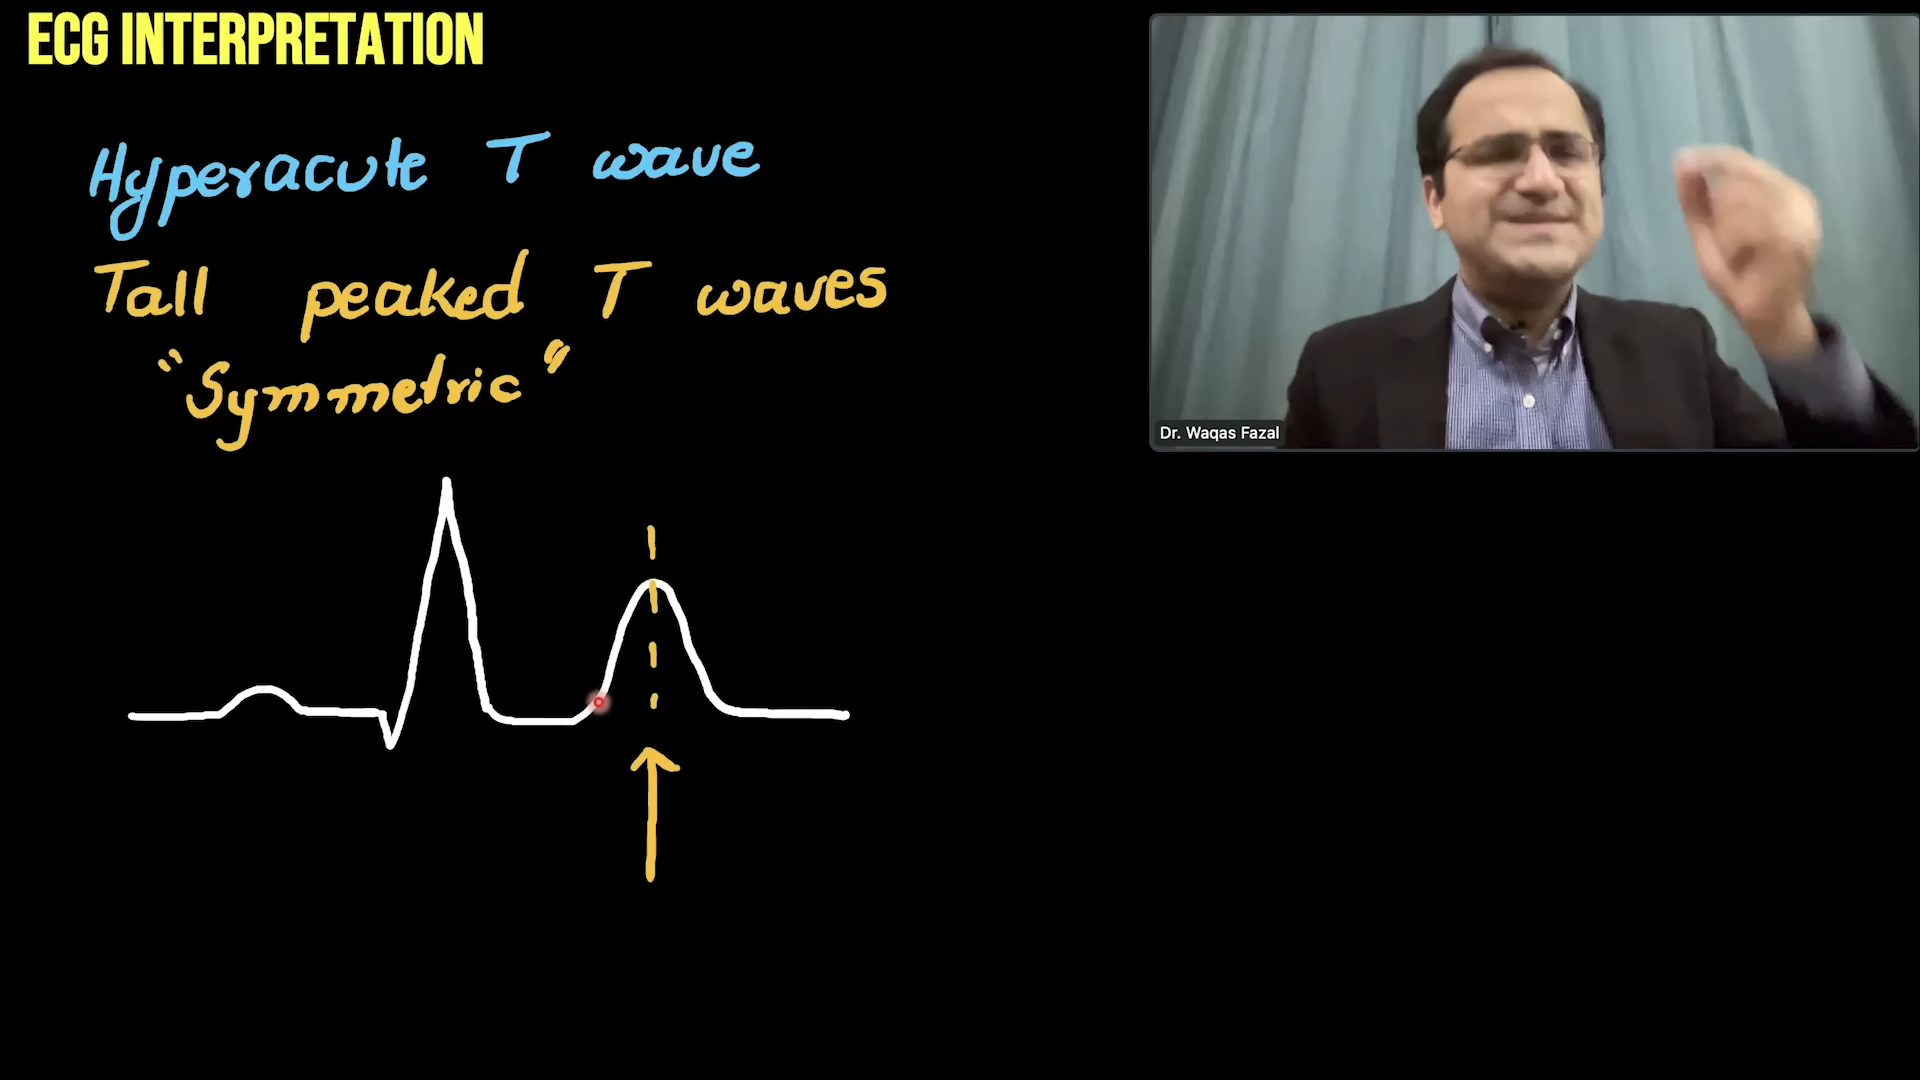 ECG INTERPRETATION
Hyperacute T wave
Tall peaked T waves
"Symmetric"
Dr. Waqas Fazal